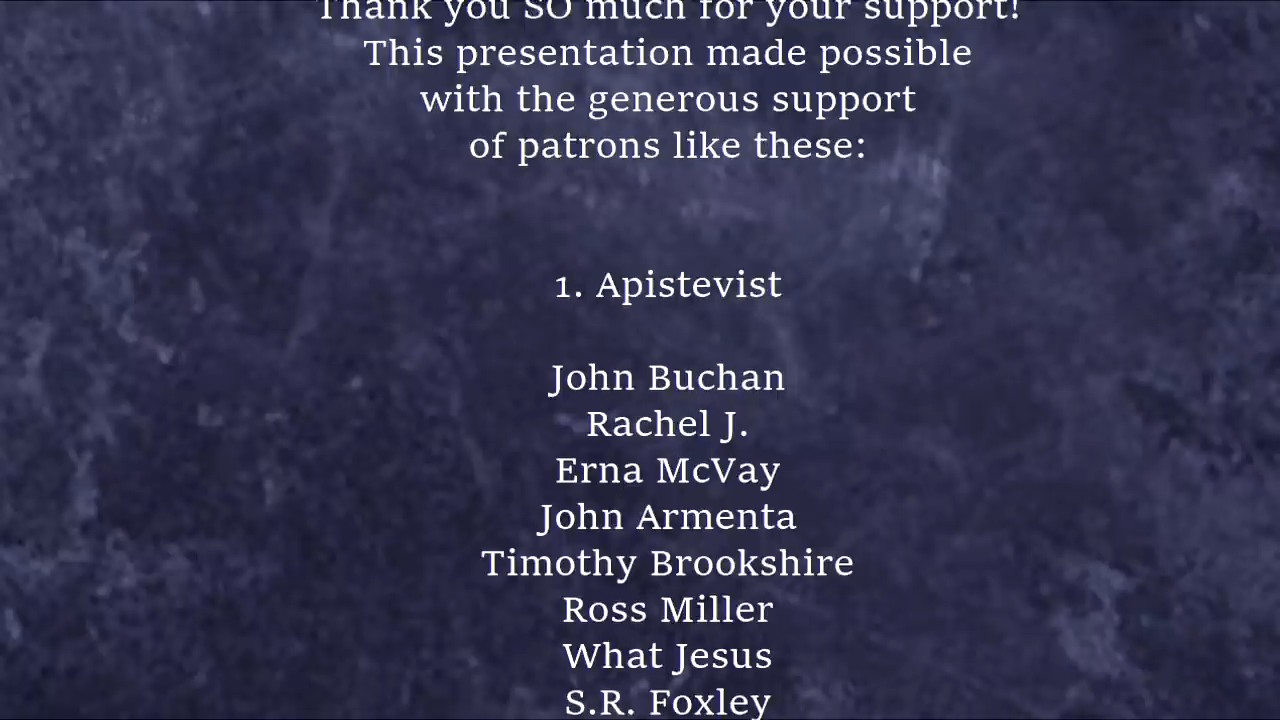 Thank you SO much for your support!
This presentation made possible
with the generous support
of patrons like these:
1. Apistevist
John Buchan
Rachel J.
Erna McVay
John Armenta
Timothy Brookshire
Ross Miller
What Jesus
S.R. Foxley